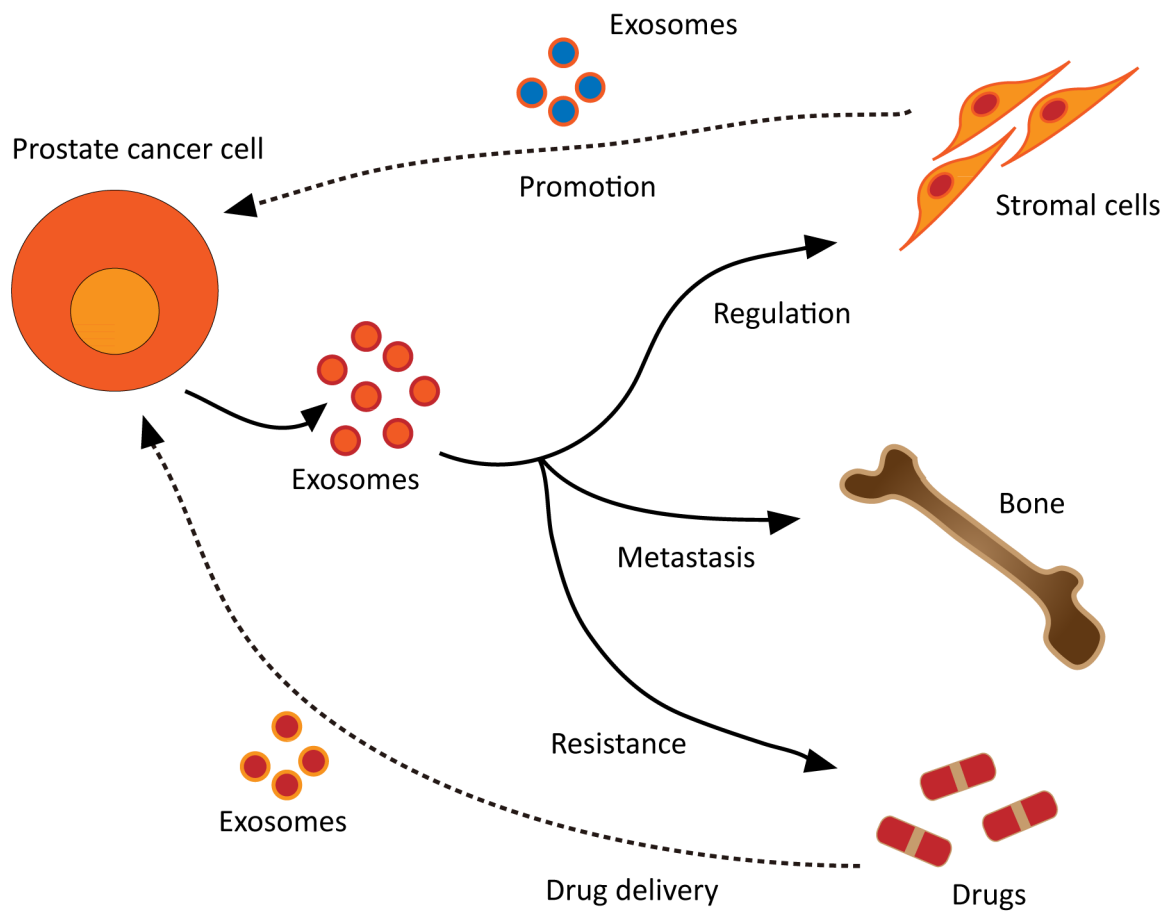 Exosomes
Prostate cancer cell
Promotion
Stromal cells
Regulation
Exosomes
Bone
Metastasis
Resistance
Exosomes
Drug delivery
Drugs